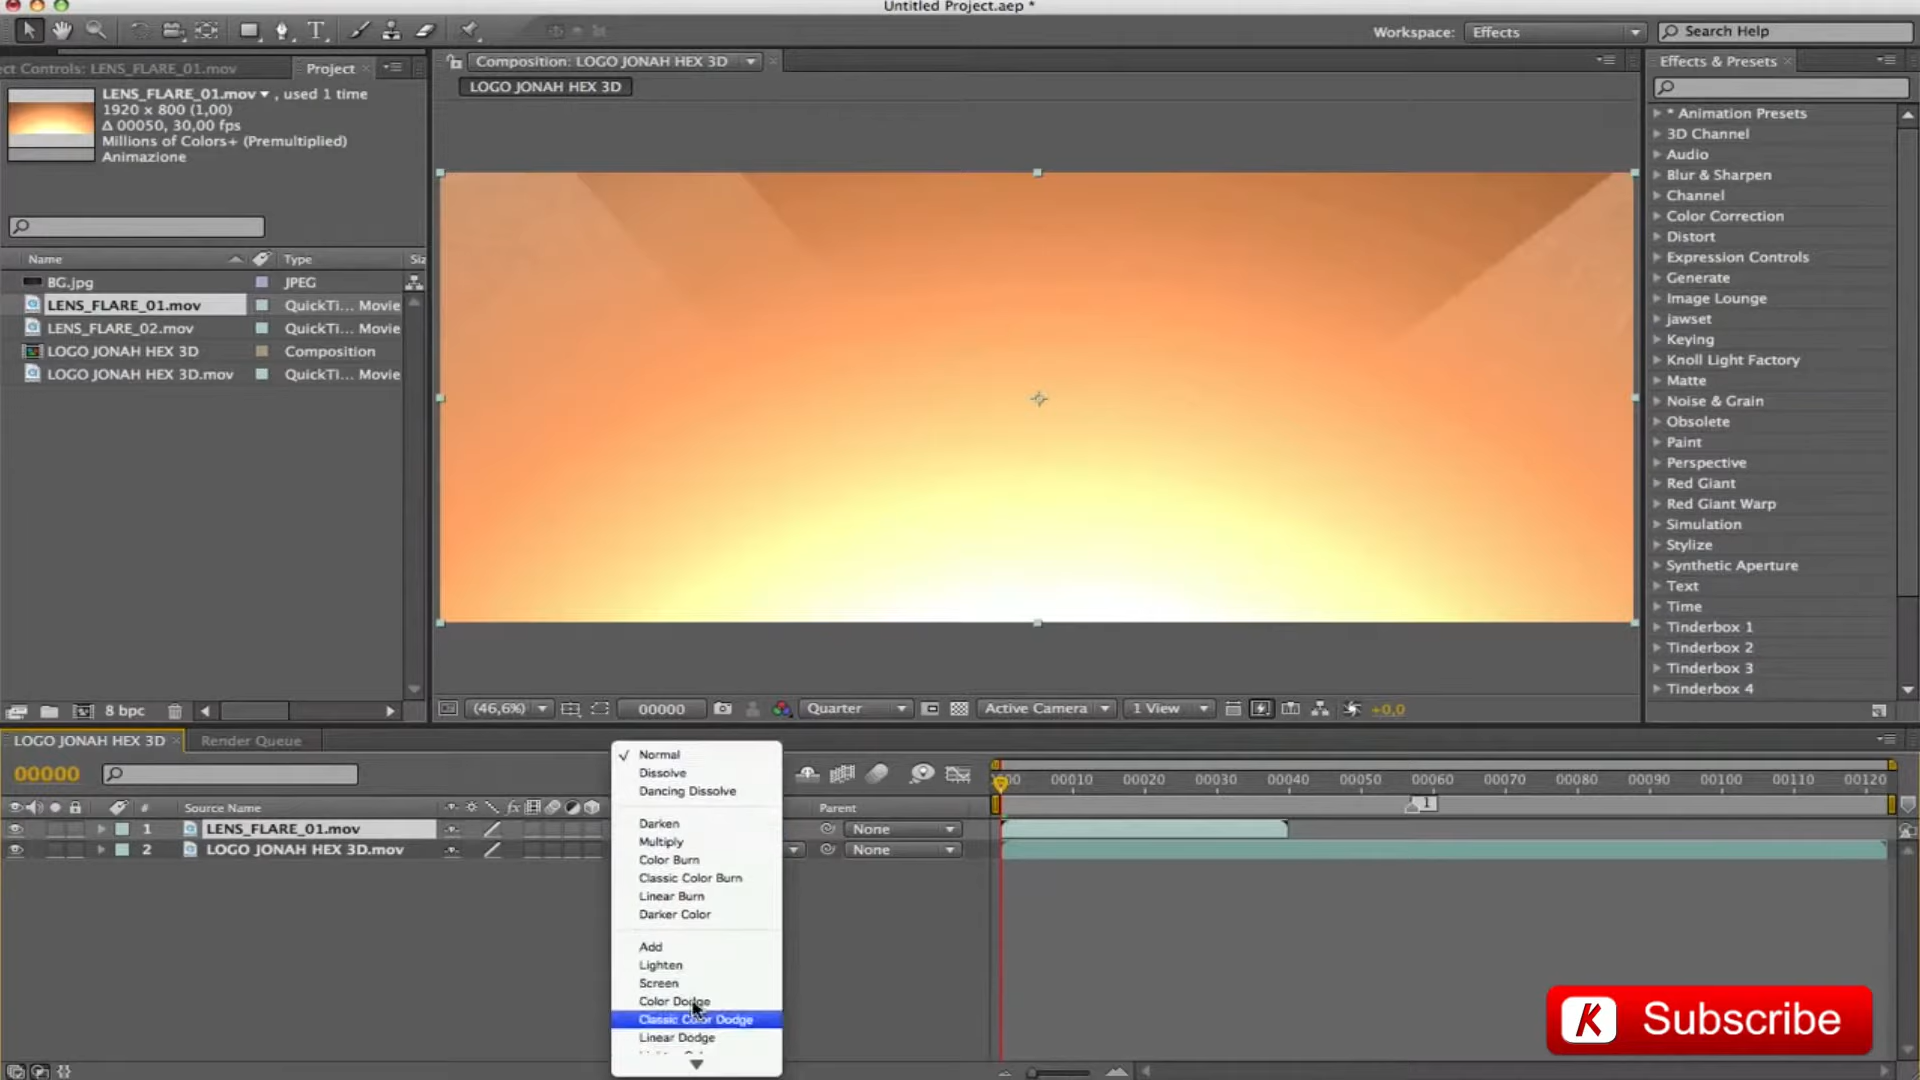 Untitled Project.aep *
Workspace: Effects
Search Help
ct Controls: LENS_FLARE_01.mov
Project
LENS_FLARE_01.mov , used 1 time
1920 x 800 (1,00)
Δ 00050, 30,00 fps
Millions of Colors+ (Premultiplied)
Animazione
Name Type Siz
BG.jpg JPEG
LENS_FLARE_01.mov QuickTi... Movie
LENS_FLARE_02.mov QuickTi... Movie
LOGO JONAH HEX 3D Composition
LOGO JONAH HEX 3D.mov QuickTi... Movie
8 bpc
Composition: LOGO JONAH HEX 3D
LOGO JONAH HEX 3D
(46,6%) 00000 Quarter Active Camera 1 View +0,0
Effects & Presets
* Animation Presets
3D Channel
Audio
Blur & Sharpen
Channel
Color Correction
Distort
Expression Controls
Generate
Image Lounge
jawset
Keying
Knoll Light Factory
Matte
Noise & Grain
Obsolete
Paint
Perspective
Red Giant
Red Giant Warp
Simulation
Stylize
Synthetic Aperture
Text
Time
Tinderbox 1
Tinderbox 2
Tinderbox 3
Tinderbox 4
LOGO JONAH HEX 3D Render Queue
00000
# Source Name Parent
1 LENS_FLARE_01.mov None
2 LOGO JONAH HEX 3D.mov None
Normal
Dissolve
Dancing Dissolve
Darken
Multiply
Color Burn
Classic Color Burn
Linear Burn
Darker Color
Add
Lighten
Screen
Color Dodge
Classic Color Dodge
Linear Dodge
00 00010 00020 00030 00040 00050 00060 00070 00080 00090 00100 00110 00120
1
K Subscribe